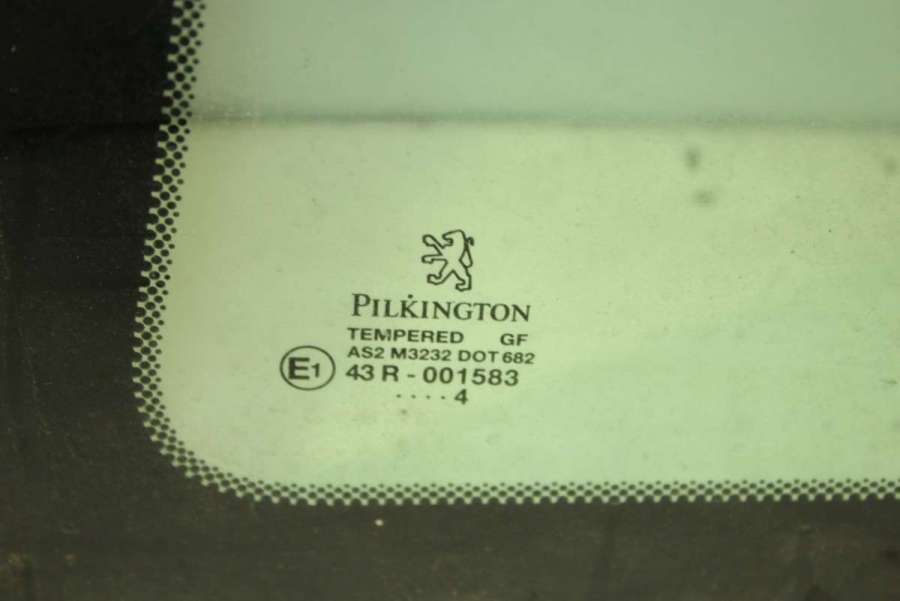 PILKINGTON
TEMPERED GF
AS2 M3232 DOT 682
E1 43 R - 001583
.... 4